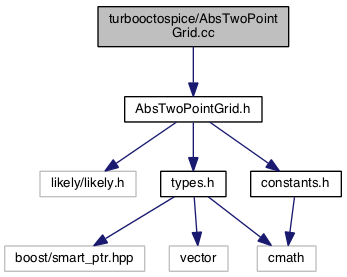 turbooctospice/AbsTwoPoint
Grid.cc
AbsTwoPointGrid.h
likely/likely.h
types.h
constants.h
boost/smart_ptr.hpp
vector
cmath